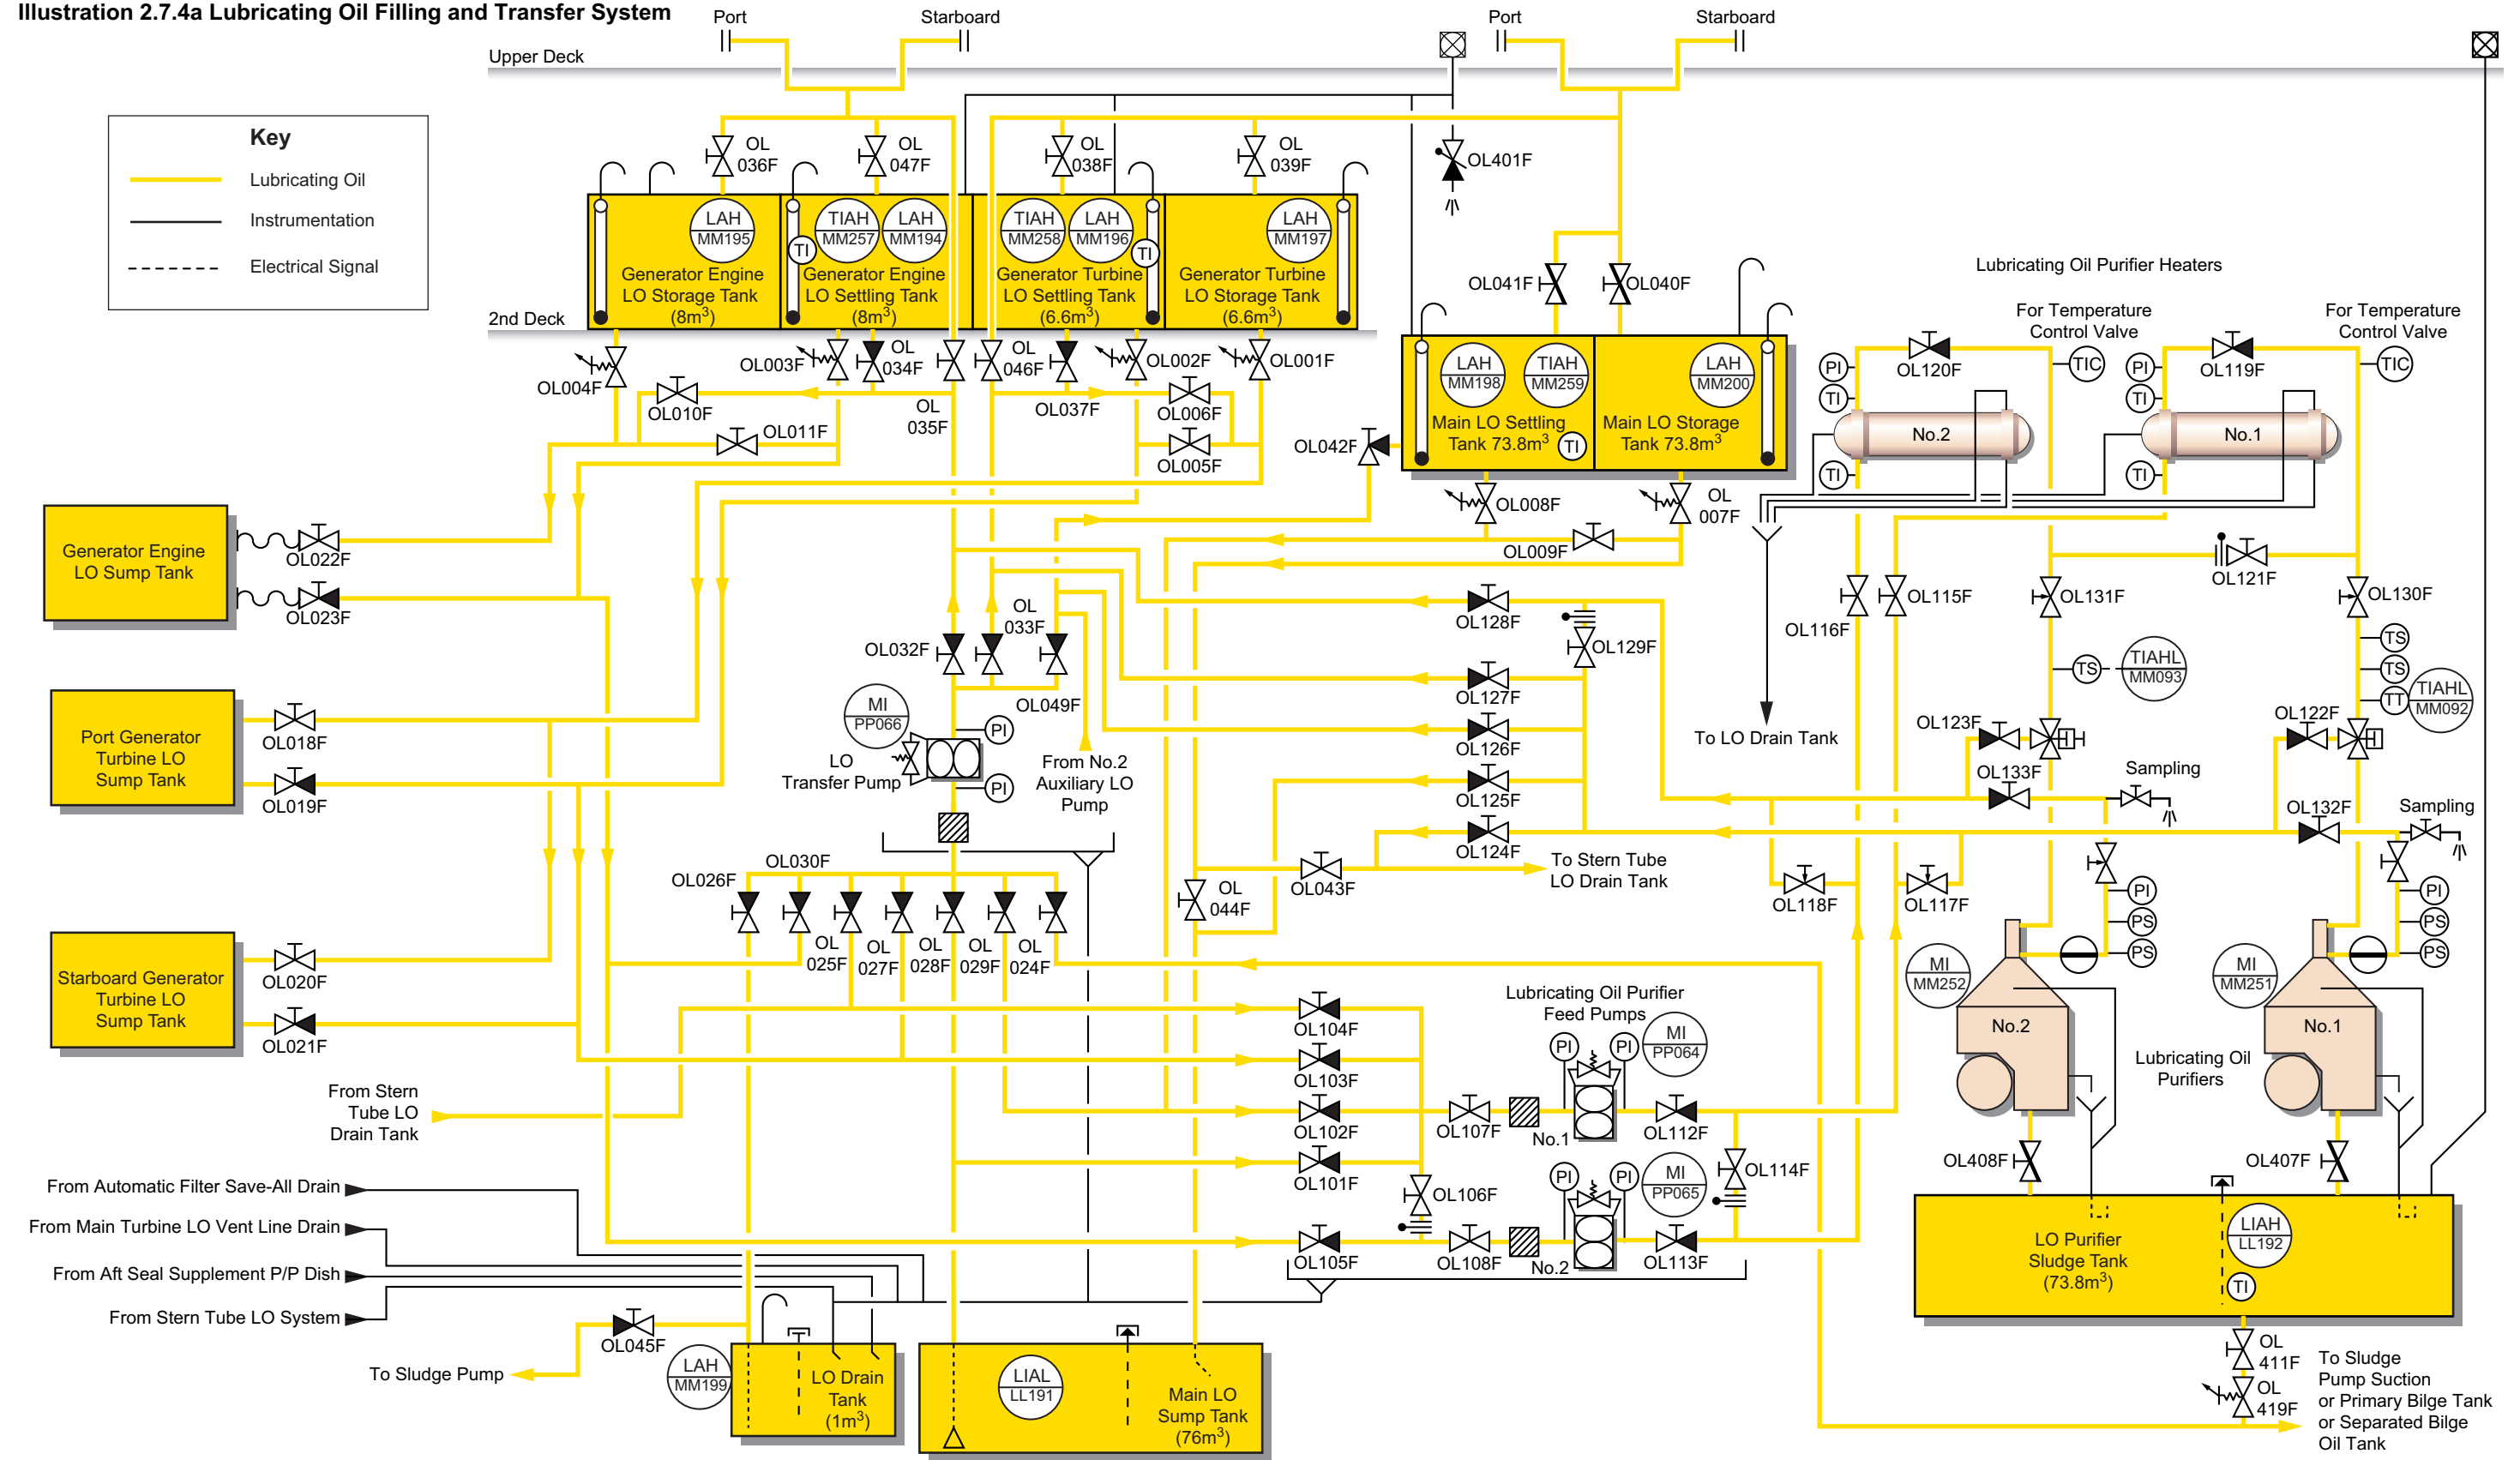 Illustration 2.7.4a Lubricating Oil Filling and Transfer System
Port
Starboard
Port
Starboard
Upper Deck
Key
Lubricating Oil
Instrumentation
Electrical Signal
OL
036F
OL
047F
OL
038F
OL
039F
OL401F
LAH
MM195
TIAH
MM257
LAH
MM194
TIAH
MM258
LAH
MM196
LAH
MM197
TI
TI
Generator Engine
LO Storage Tank
(8m3)
Generator Engine
LO Settling Tank
(8m3)
Generator Turbine
LO Settling Tank
(6.6m3)
Generator Turbine
LO Storage Tank
(6.6m3)
2nd Deck
OL041F
OL040F
Lubricating Oil Purifier Heaters
For Temperature
Control Valve
For Temperature
Control Valve
OL004F
OL003F
OL
034F
OL
046F
OL002F
OL001F
OL010F
OL
035F
OL037F
OL006F
OL011F
OL005F
LAH
MM198
TIAH
MM259
LAH
MM200
Main LO Settling
Tank 73.8m3
TI
Main LO Storage
Tank 73.8m3
OL042F
OL008F
OL
007F
OL009F
PI
TI
TI
OL120F
TIC
No.2
PI
TI
TI
OL119F
TIC
No.1
Generator Engine
LO Sump Tank
OL022F
OL023F
OL121F
OL116F
OL115F
OL131F
OL130F
OL128F
OL129F
OL127F
OL126F
OL125F
OL124F
OL
033F
OL032F
OL049F
MI
PP066
PI
PI
LO
Transfer Pump
From No.2
Auxiliary LO
Pump
To LO Drain Tank
TS
TIAHL
MM093
TS
TS
TT
TIAHL
MM092
OL123F
OL122F
OL133F
OL132F
Sampling
Sampling
Port Generator
Turbine LO
Sump Tank
OL018F
OL019F
To Stern Tube
LO Drain Tank
OL043F
OL
044F
OL118F
OL117F
PI
PS
PS
PI
PS
PS
OL030F
OL026F
OL
025F
OL
027F
OL
028F
OL
029F
OL
024F
Starboard Generator
Turbine LO
Sump Tank
OL020F
OL021F
MI
MM252
MI
MM251
No.2
No.1
Lubricating Oil
Purifiers
Lubricating Oil Purifier
Feed Pumps
OL104F
OL103F
OL102F
OL101F
OL105F
OL106F
OL107F
OL108F
PI
PI
MI
PP064
No.1
OL112F
PI
PI
MI
PP065
No.2
OL113F
OL114F
From Stern
Tube LO
Drain Tank
From Automatic Filter Save-All Drain
From Main Turbine LO Vent Line Drain
From Aft Seal Supplement P/P Dish
From Stern Tube LO System
OL045F
To Sludge Pump
LAH
MM199
LO Drain
Tank
(1m3)
LIAL
LL191
Main LO
Sump Tank
(76m3)
OL408F
OL407F
LO Purifier
Sludge Tank
(73.8m3)
LIAH
LL192
TI
OL
411F
OL
419F
To Sludge
Pump Suction
or Primary Bilge Tank
or Separated Bilge
Oil Tank